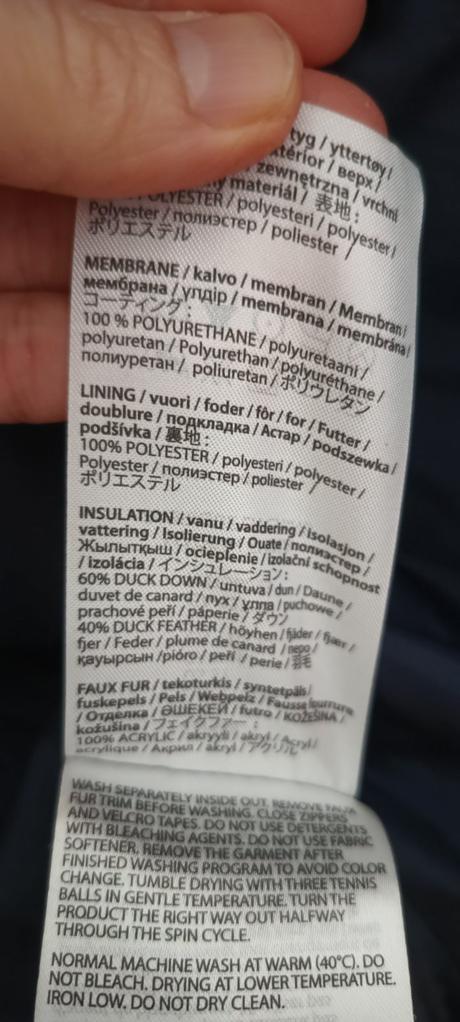 tyg / yttertøy /
/ верх /
zewnętrzna / vrchní
materiál / 表地 :
POLYESTER / polyesteri / polyester /
Polyester / полиэстер / poliester /
ポリエステル
MEMBRANE / kalvo / membran / Membran /
мембрана / үлдір / membrana / membrána /
コーティング :
100 % POLYURETHANE / polyuretaani /
polyuretan / Polyurethan / polyuréthane /
полиуретан / poliuretan / ポリウレタン
LINING / vuori / foder / fôr / for / Futter /
doublure / подкладка / Астар / podszewka /
podšívka / 裏地 :
100% POLYESTER / polyesteri / polyester /
Polyester / полиэстер / poliester /
ポリエステル
INSULATION / vanu / vaddering / isolasjon /
vattering / Isolierung / Ouate / полиэстер /
Жылытқыш / ocieplenie / izolační schopnost
/ izolácia / インシュレーション :
60% DUCK DOWN / untuva / dun / Daune /
duvet de canard / пух / ұлпа / puchowe /
prachové peří / páperie / ダウン
40% DUCK FEATHER / höyhen / fjäder / fjær /
fjer / Feder / plume de canard / перо /
қауырсын / pióro / peří / perie / 羽毛
FAUX FUR / tekoturkis / syntetpäls /
fuskepels / Pels / Webpelz / Fausse fourrure
/ Отделка / ӘШЕКЕЙ / futro / KOŽEŠINA /
kožušina / フェイクファー :
100% ACRYLIC / akryyli / akryl / Acryl /
acrylique / Акрил / akryl / アクリル
WASH SEPARATELY INSIDE OUT. REMOVE FAUX
FUR TRIM BEFORE WASHING. CLOSE ZIPPERS
AND VELCRO TAPES. DO NOT USE DETERGENTS
WITH BLEACHING AGENTS. DO NOT USE FABRIC
SOFTENER. REMOVE THE GARMENT AFTER
FINISHED WASHING PROGRAM TO AVOID COLOR
CHANGE. TUMBLE DRYING WITH THREE TENNIS
BALLS IN GENTLE TEMPERATURE. TURN THE
PRODUCT THE RIGHT WAY OUT HALFWAY
THROUGH THE SPIN CYCLE.
NORMAL MACHINE WASH AT WARM (40°C). DO
NOT BLEACH. DRYING AT LOWER TEMPERATURE.
IRON LOW. DO NOT DRY CLEAN.